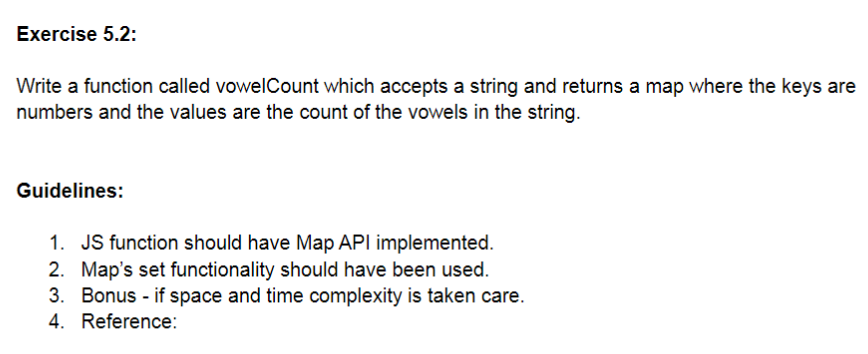 Exercise 5.2:
Write a function called vowelCount which accepts a string and returns a map where the keys are
numbers and the values are the count of the vowels in the string.
Guidelines:
1. JS function should have Map API implemented.
2. Map's set functionality should have been used.
3. Bonus - if space and time complexity is taken care.
4. Reference: